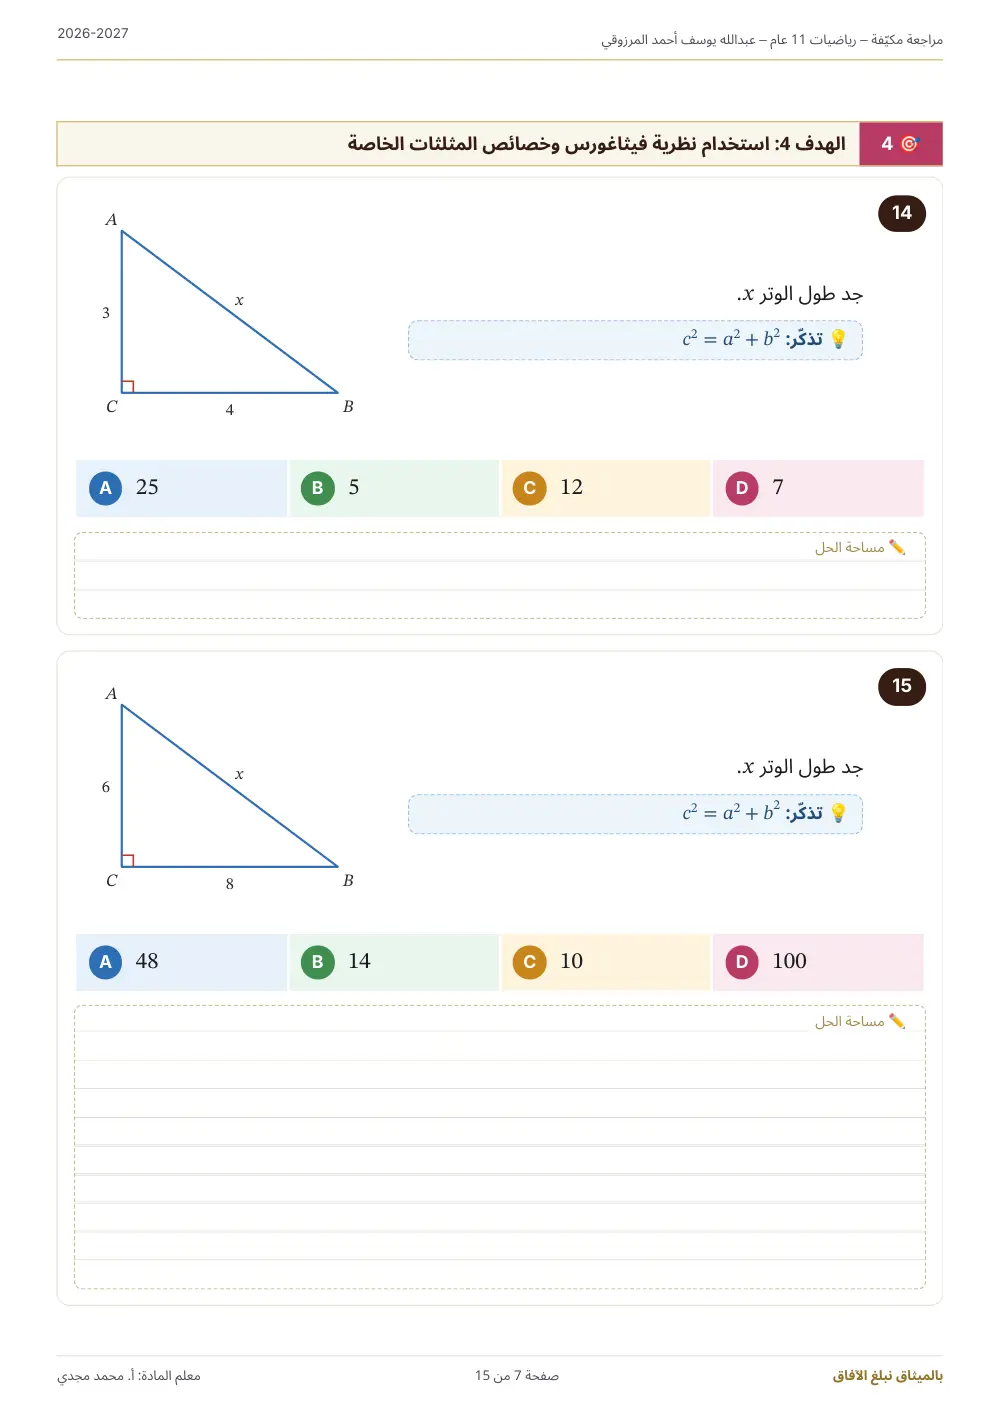 مراجعة مكيّفة – رياضيات 11 عام – عبدالله يوسف أحمد المرزوقي
2026-2027
🎯 4
الهدف 4: استخدام نظرية فيثاغورس وخصائص المثلثات الخاصة
14
جد طول الوتر x.
💡 تذكّر: c² = a² + b²
A
3
x
C
4
B
A 25
B 5
C 12
D 7
✏️ مساحة الحل
15
جد طول الوتر x.
💡 تذكّر: c² = a² + b²
A
6
x
C
8
B
A 48
B 14
C 10
D 100
✏️ مساحة الحل
بالميثاق نبلغ الآفاق
صفحة 7 من 15
معلم المادة: أ. محمد مجدي